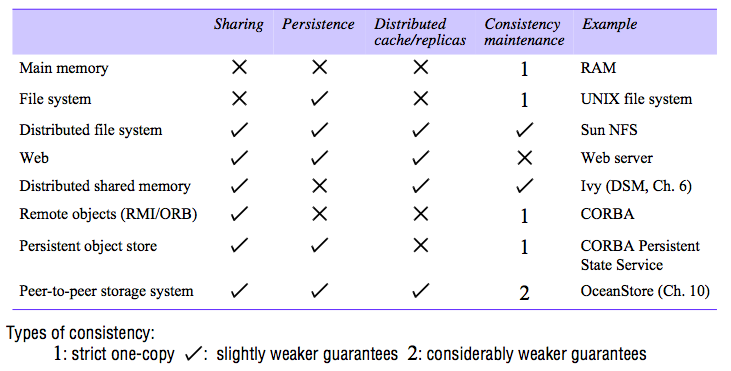 Sharing Persistence Distributed cache/replicas Consistency maintenance Example
Main memory ✗ ✗ ✗ 1 RAM
File system ✗ ✓ ✗ 1 UNIX file system
Distributed file system ✓ ✓ ✓ ✓ Sun NFS
Web ✓ ✓ ✓ ✗ Web server
Distributed shared memory ✓ ✗ ✓ ✓ Ivy (DSM, Ch. 6)
Remote objects (RMI/ORB) ✓ ✗ ✗ 1 CORBA
Persistent object store ✓ ✓ ✗ 1 CORBA Persistent
State Service
Peer-to-peer storage system ✓ ✓ ✓ 2 OceanStore (Ch. 10)
Types of consistency:
1: strict one-copy ✓: slightly weaker guarantees 2: considerably weaker guarantees